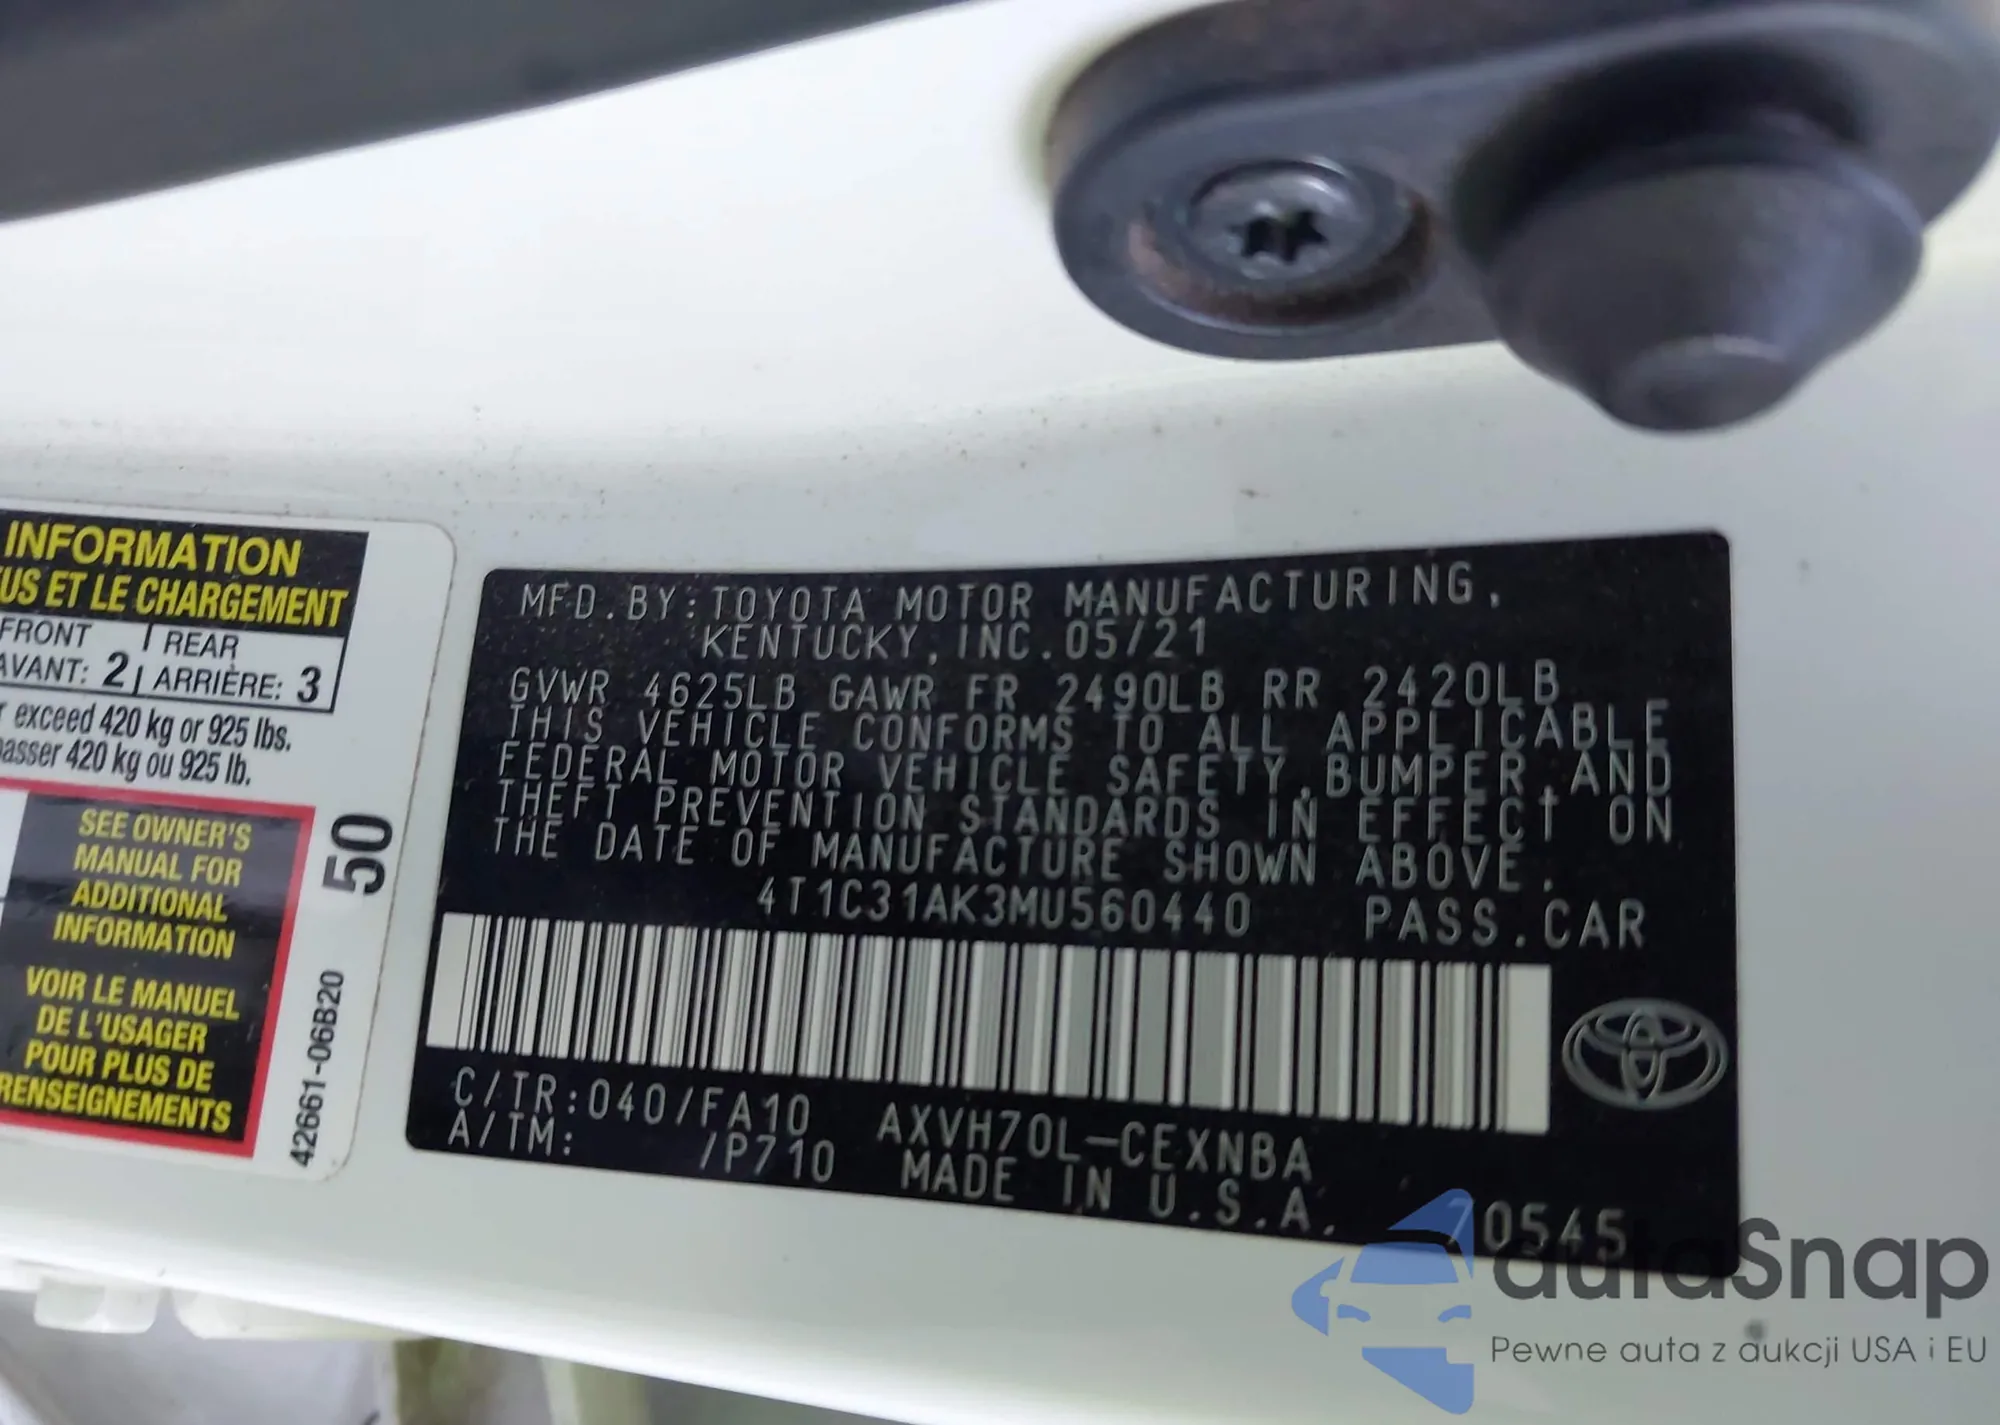 INFORMATION
US ET LE CHARGEMENT
FRONT REAR
AVANT: 2 ARRIÈRE: 3
exceed 420 kg or 925 lbs.
passer 420 kg ou 925 lb.
SEE OWNER'S
MANUAL FOR
ADDITIONAL
INFORMATION
VOIR LE MANUEL
DE L'USAGER
POUR PLUS DE
RENSEIGNEMENTS
50
42661-06B20
MFD.BY:TOYOTA MOTOR MANUFACTURING,
KENTUCKY, INC.05/21
GVWR 4625LB GAWR FR 2490LB RR 2420LB
THIS VEHICLE CONFORMS TO ALL APPLICABLE
FEDERAL MOTOR VEHICLE SAFETY,BUMPER,AND
THEFT PREVENTION STANDARDS IN EFFECT ON
THE DATE OF MANUFACTURE SHOWN ABOVE.
4T1C31AK3MU560440 PASS.CAR
C/TR:040/FA10 AXVH70L-CEXNBA
A/TM: /P710 MADE IN U.S.A. 70545
autaSnap
Pewne auta z aukcji USA i EU